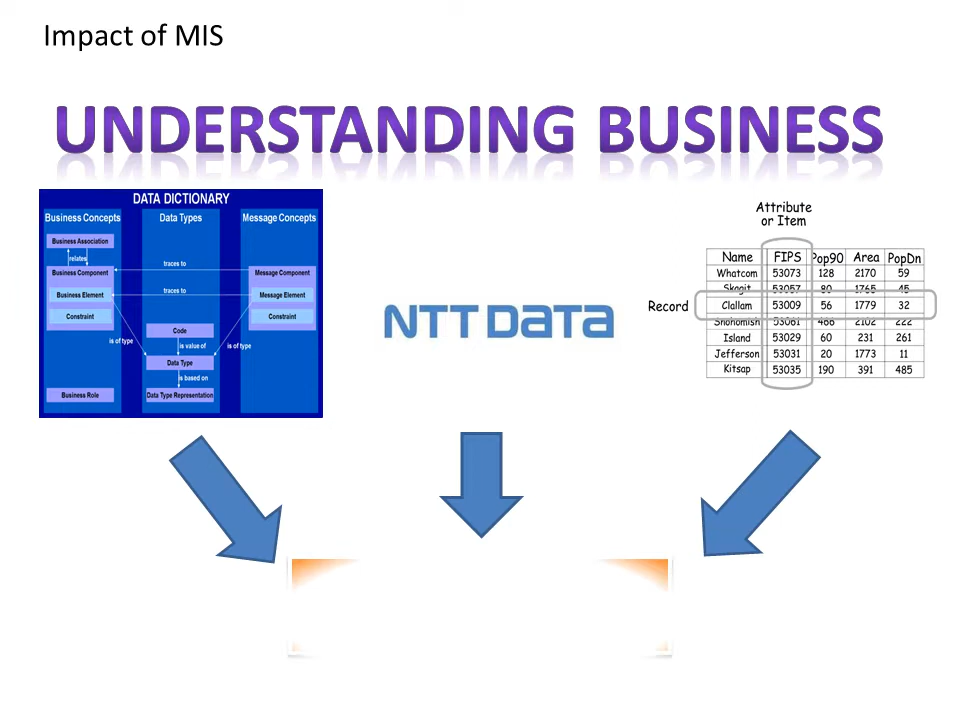 Impact of MIS
UNDERSTANDING BUSINESS
DATA DICTIONARY
Business Concepts Data Types Message Concepts
Business Association
relates
traces to
Business Component Message Component
traces to
Business Element Message Element
Constraint Constraint
Code
is of type is value of is of type
Data Type
is based on
Business Role Data Type Representation
NTT DATA
Attribute
or Item
Name FIPS Pop90 Area PopDn
Whatcom 53073 128 2170 59
Skagit 53057 80 1765 45
Record Clallam 53009 56 1779 32
Snohomish 53061 466 2102 222
Island 53029 60 231 261
Jefferson 53031 20 1773 11
Kitsap 53035 190 391 485